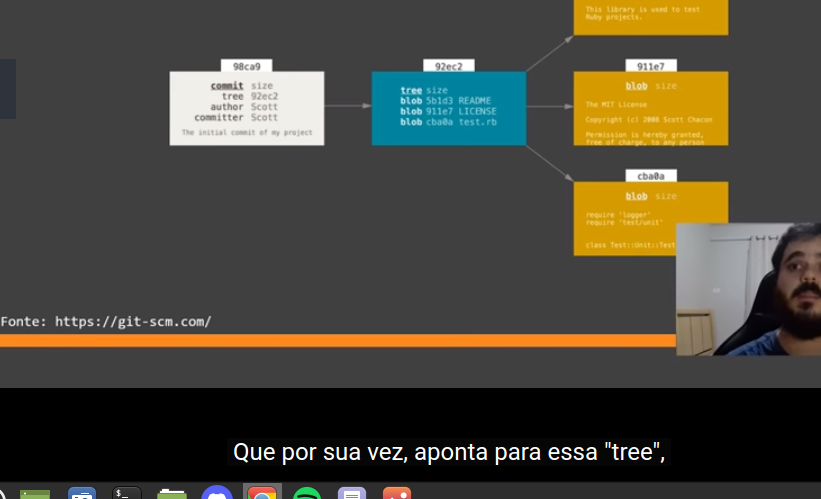 This library is used to test
Ruby projects.
98ca9
commit size
tree 92ec2
author Scott
committer Scott
The initial commit of my project
92ec2
tree size
blob 5b1d3 README
blob 911e7 LICENSE
blob cba0a test.rb
911e7
blob size
The MIT License
Copyright (c) 2008 Scott Chacon
Permission is hereby granted,
free of charge, to any person
cba0a
blob size
require 'logger'
require 'test/unit'
class Test::Unit::Test
Fonte: https://git-scm.com/
Que por sua vez, aponta para essa "tree",
$_